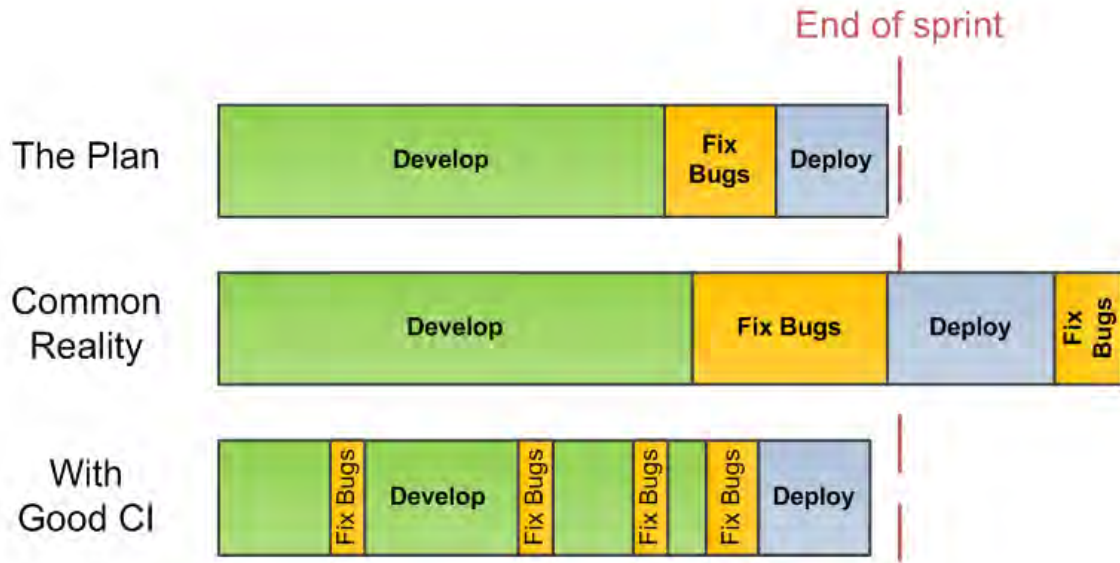 End of sprint
The Plan
Develop
Fix
Bugs
Deploy
Common
Reality
Develop
Fix Bugs
Deploy
Fix
Bugs
With
Good CI
Fix Bugs
Develop
Fix Bugs
Fix Bugs
Fix Bugs
Deploy